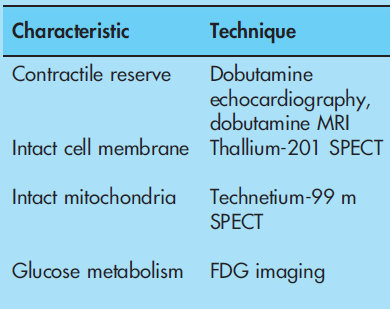 Characteristic Technique
Contractile reserve Dobutamine
echocardiography,
dobutamine MRI
Intact cell membrane Thallium-201 SPECT
Intact mitochondria Technetium-99 m
SPECT
Glucose metabolism FDG imaging